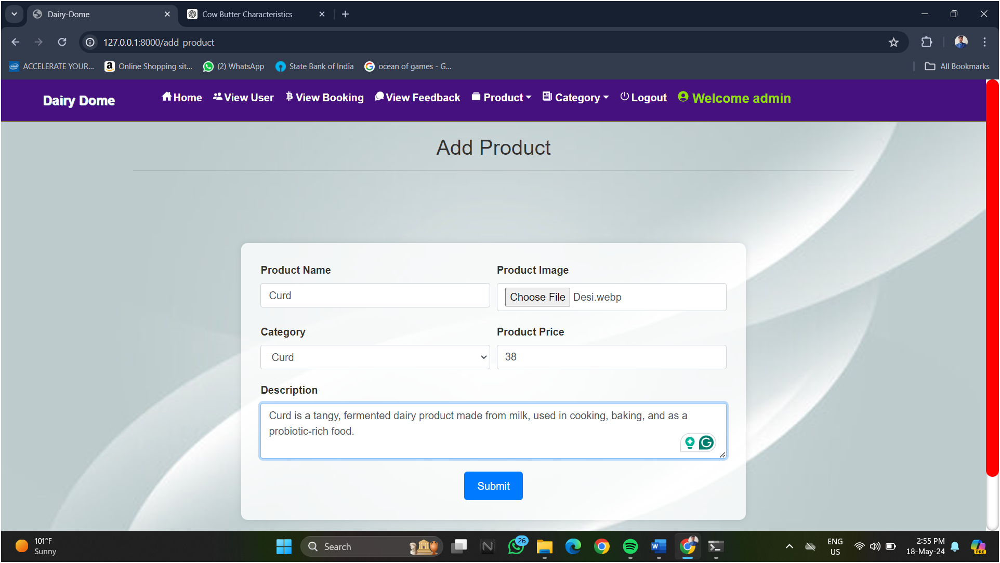 Dairy-Dome
Cow Butter Characteristics
127.0.0.1:8000/add_product
ACCELERATE YOUR...
Online Shopping sit...
(2) WhatsApp
State Bank of India
ocean of games - G...
All Bookmarks
Dairy Dome
Home
View User
View Booking
View Feedback
Product
Category
Logout
Welcome admin
Add Product
Product Name
Product Image
Curd
Choose File Desi.webp
Category
Product Price
Curd
38
Description
Curd is a tangy, fermented dairy product made from milk, used in cooking, baking, and as a
probiotic-rich food.
Submit
101°F
Sunny
Search
26
ENG
US
2:55 PM
18-May-24
PRE